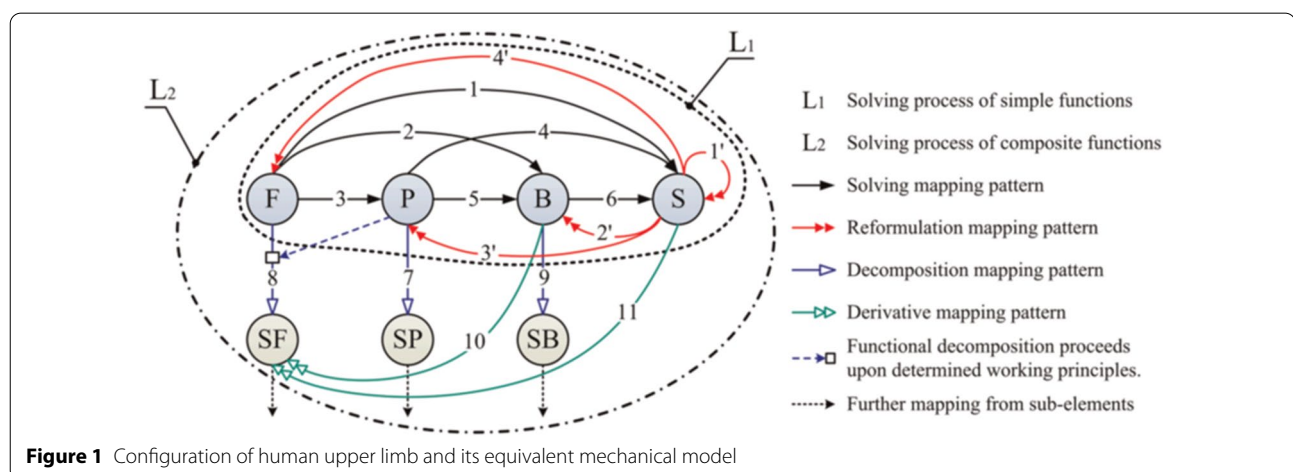 L1
4'
L2
1
L1 Solving process of simple functions
2
4
1'
L2 Solving process of composite functions
F
3
P
5
B
6
S
Solving mapping pattern
2'
Reformulation mapping pattern
3'
8
7
9
Decomposition mapping pattern
11
Derivative mapping pattern
SF
SP
10
SB
Functional decomposition proceeds
upon determined working principles.
Further mapping from sub-elements
Figure 1 Configuration of human upper limb and its equivalent mechanical model